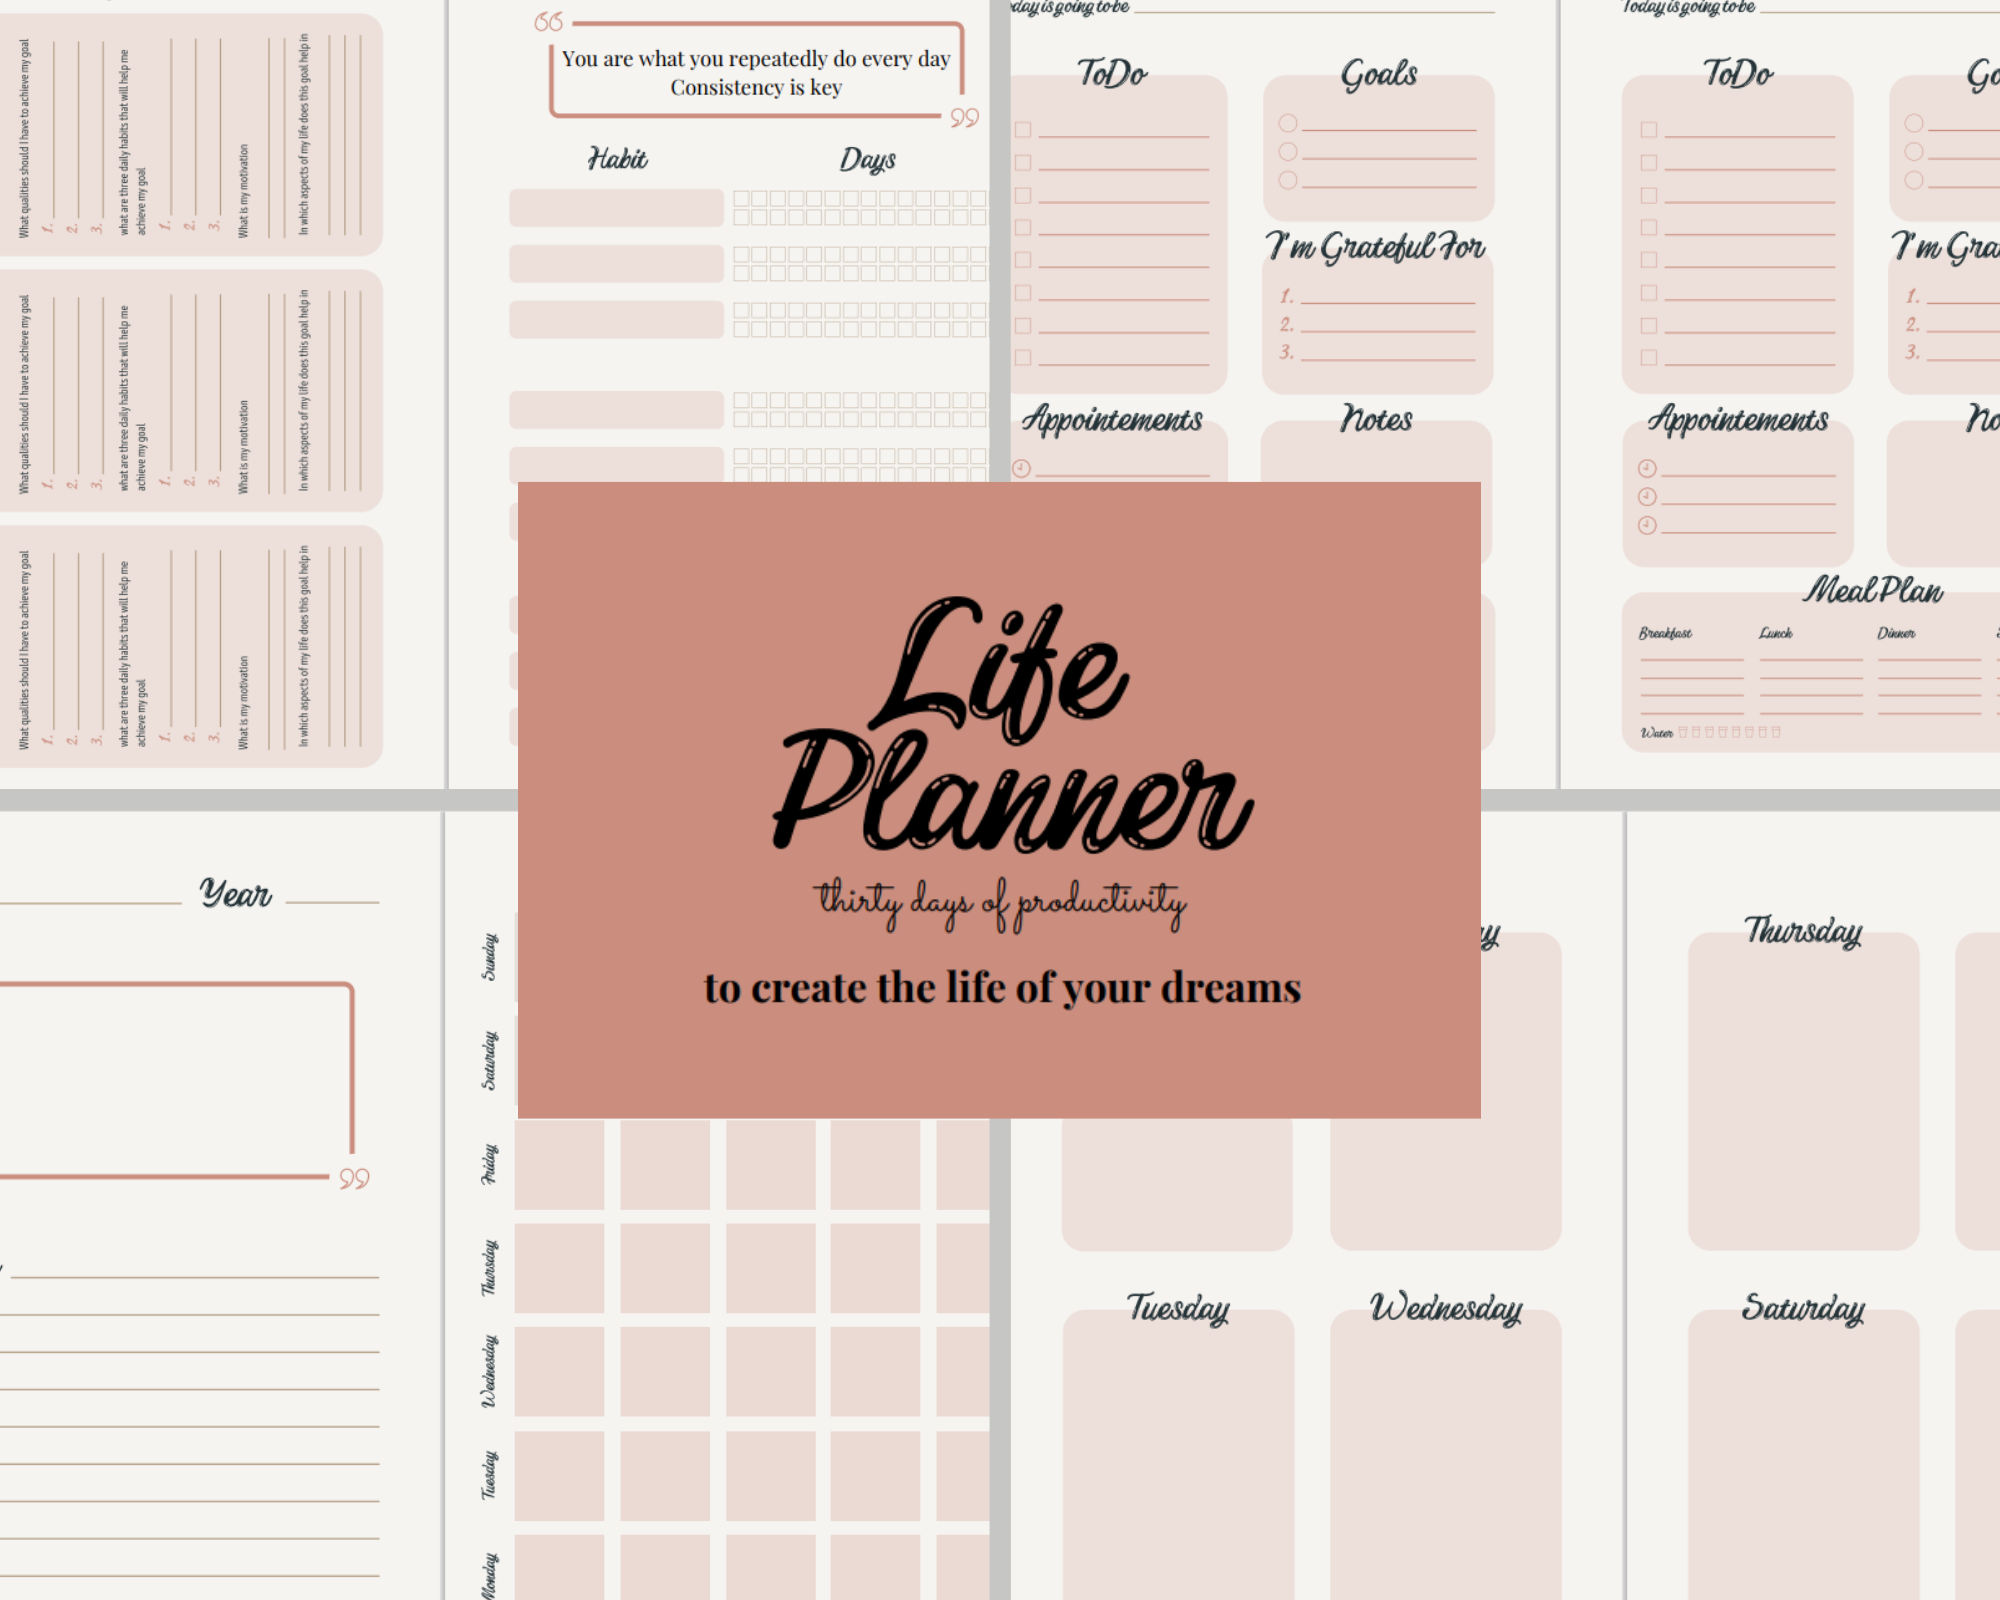 What qualities should I have to achieve my goal
1.
2.
3.
what are three daily habits that will help me
achieve my goal
1.
2.
3.
What is my motivation
In which aspects of my life does this goal help in
What qualities should I have to achieve my goal
1.
2.
3.
what are three daily habits that will help me
achieve my goal
1.
2.
3.
What is my motivation
In which aspects of my life does this goal help in
What qualities should I have to achieve my goal
1.
2.
3.
what are three daily habits that will help me
achieve my goal
1.
2.
3.
What is my motivation
In which aspects of my life does this goal help in
You are what you repeatedly do every day
Consistency is key
Habit Days
is going to be
ToDo Goals
I'm Grateful For
1.
2.
3.
Appointements Notes
Today is going to be
ToDo
I'm
1.
2.
3.
Appointements
Meal Plan
Breakfast Lunch Dinner
Water
Life
Planner
thirty days of productivity
to create the life of your dreams
Year
Sunday
Saturday
Friday
Thursday
Wednesday
Tuesday
Monday
Thursday
Tuesday Wednesday Saturday